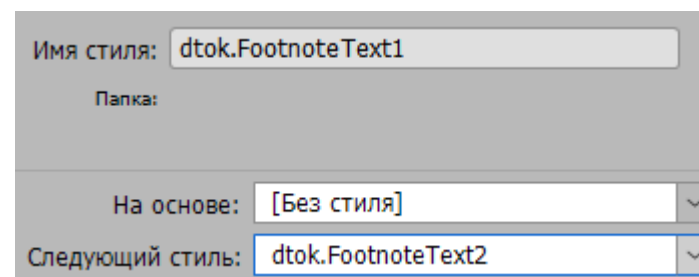 Имя стиля: dtok.FootnoteText1
Папка:
На основе: [Без стиля]
Следующий стиль: dtok.FootnoteText2